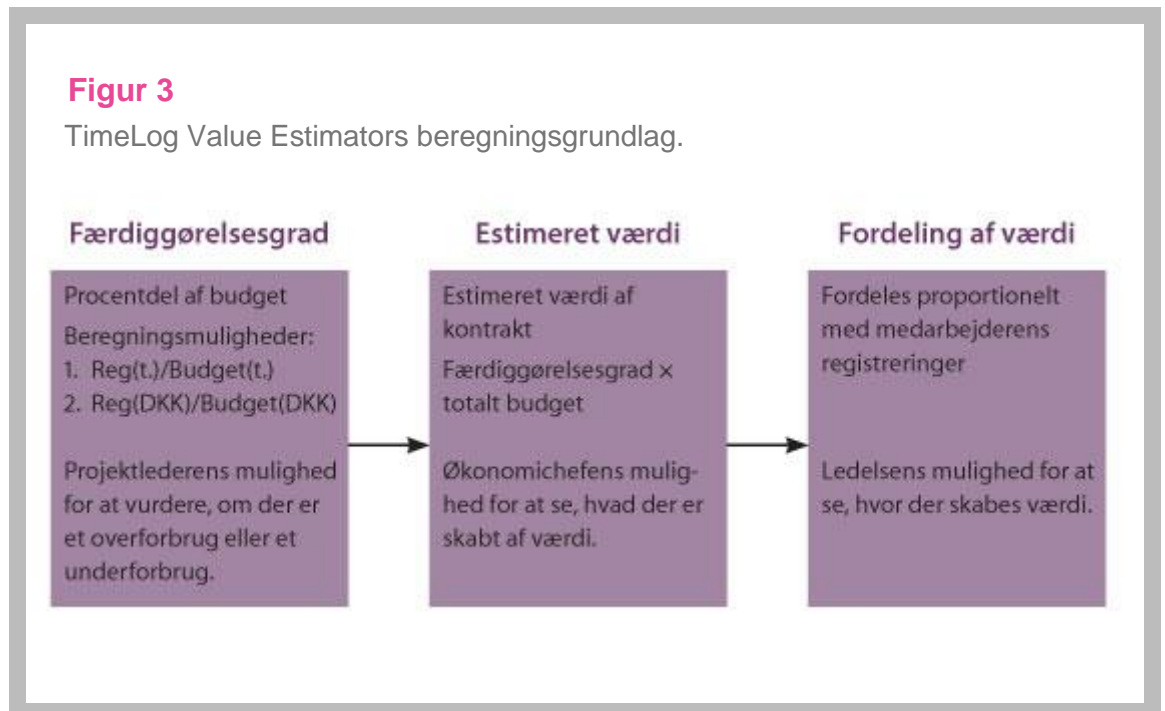 Figur 3
TimeLog Value Estimators beregningsgrundlag.
Færdiggørelsesgrad
Procentdel af budget
Beregningsmuligheder:
1. Reg(t.)/Budget(t.)
2. Reg(DKK)/Budget(DKK)
Projektlederens mulighed
for at vurdere, om der er
et overforbrug eller et
underforbrug.
Estimeret værdi
Estimeret værdi af
kontrakt
Færdiggørelsesgrad ×
totalt budget
Økonomichefens mulig-
hed for at se, hvad der er
skabt af værdi.
Fordeling af værdi
Fordeles proportionelt
med medarbejderens
registreringer
Ledelsens mulighed for at
se, hvor der skabes værdi.